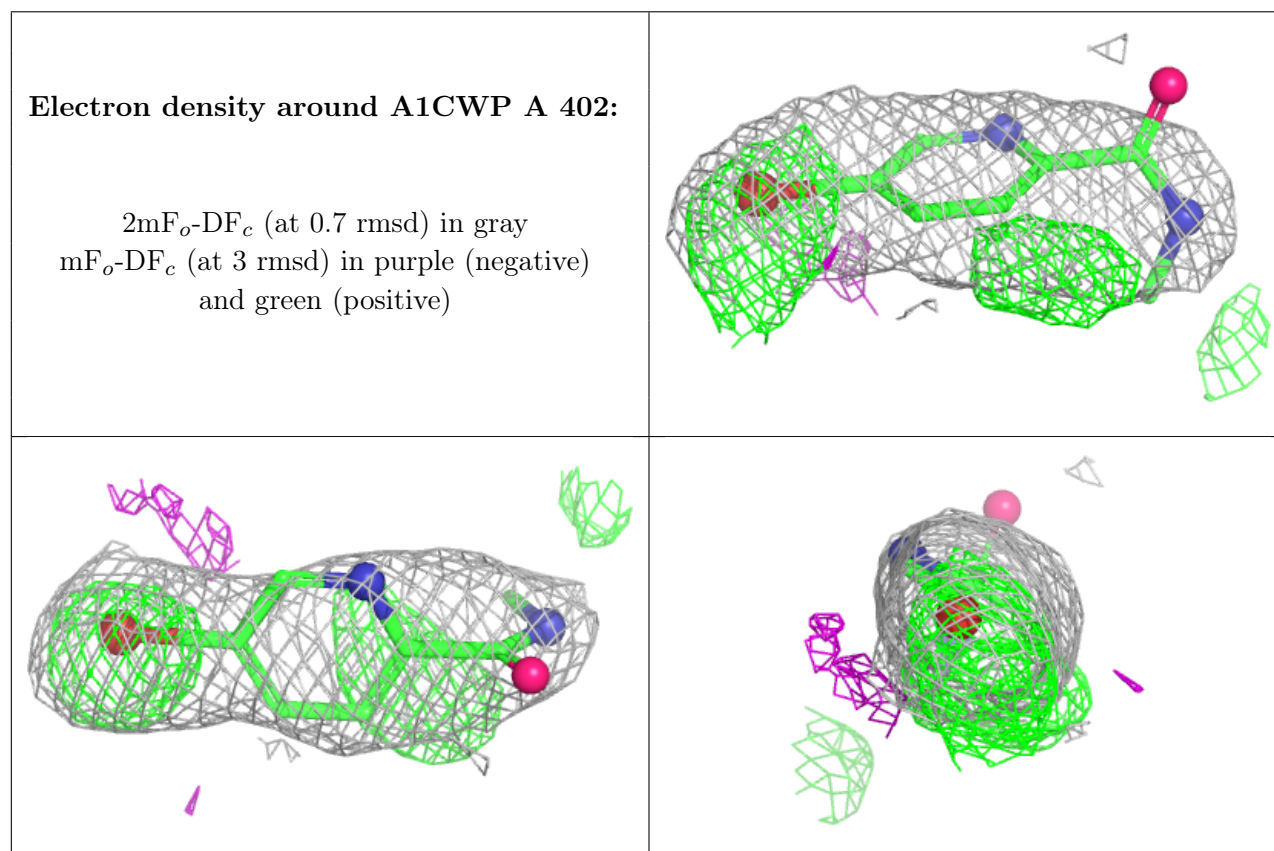 Electron density around A1CWP A 402:
2mFo-DFc (at 0.7 rmsd) in gray
mFo-DFc (at 3 rmsd) in purple (negative)
and green (positive)